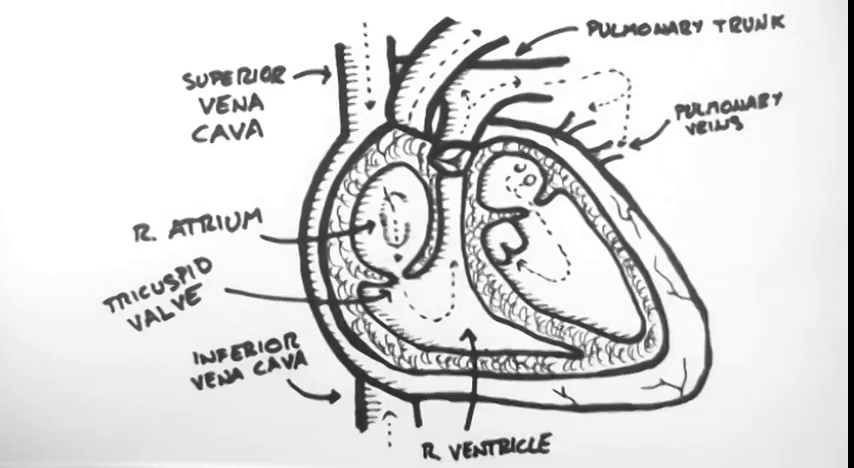 PULMONARY TRUNK
SUPERIOR
VENA
CAVA
PULMONARY
VEINS
R. ATRIUM
TRICUSPID
VALVE
INFERIOR
VENA CAVA
R VENTRICLE